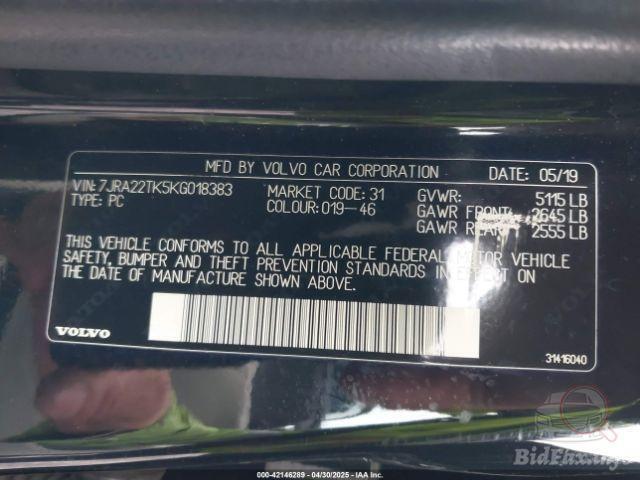 MFD BY VOLVO CAR CORPORATION DATE: 05/19
VIN: 7JRA22TK5KG018383 MARKET CODE: 31 GVWR: 5115 LB
TYPE: PC COLOUR: 019-46 GAWR FRONT: 2645 LB
GAWR REAR: 2555 LB
THIS VEHICLE CONFORMS TO ALL APPLICABLE FEDERAL MOTOR VEHICLE
SAFETY, BUMPER AND THEFT PREVENTION STANDARDS IN EFFECT ON
THE DATE OF MANUFACTURE SHOWN ABOVE.
VOLVO
31416040
000-42146289 - 04/30/2025 - IAA Inc.